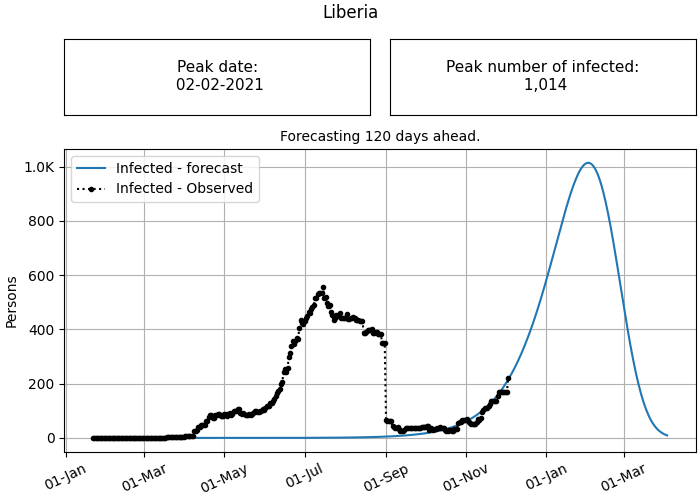 Liberia
Peak date:
02-02-2021
Peak number of infected:
1,014
Forecasting 120 days ahead.
Infected - forecast
Infected - Observed
1.0K
800
600
400
200
0
Persons
01-Jan
01-Mar
01-May
01-Jul
01-Sep
01-Nov
01-Jan
01-Mar